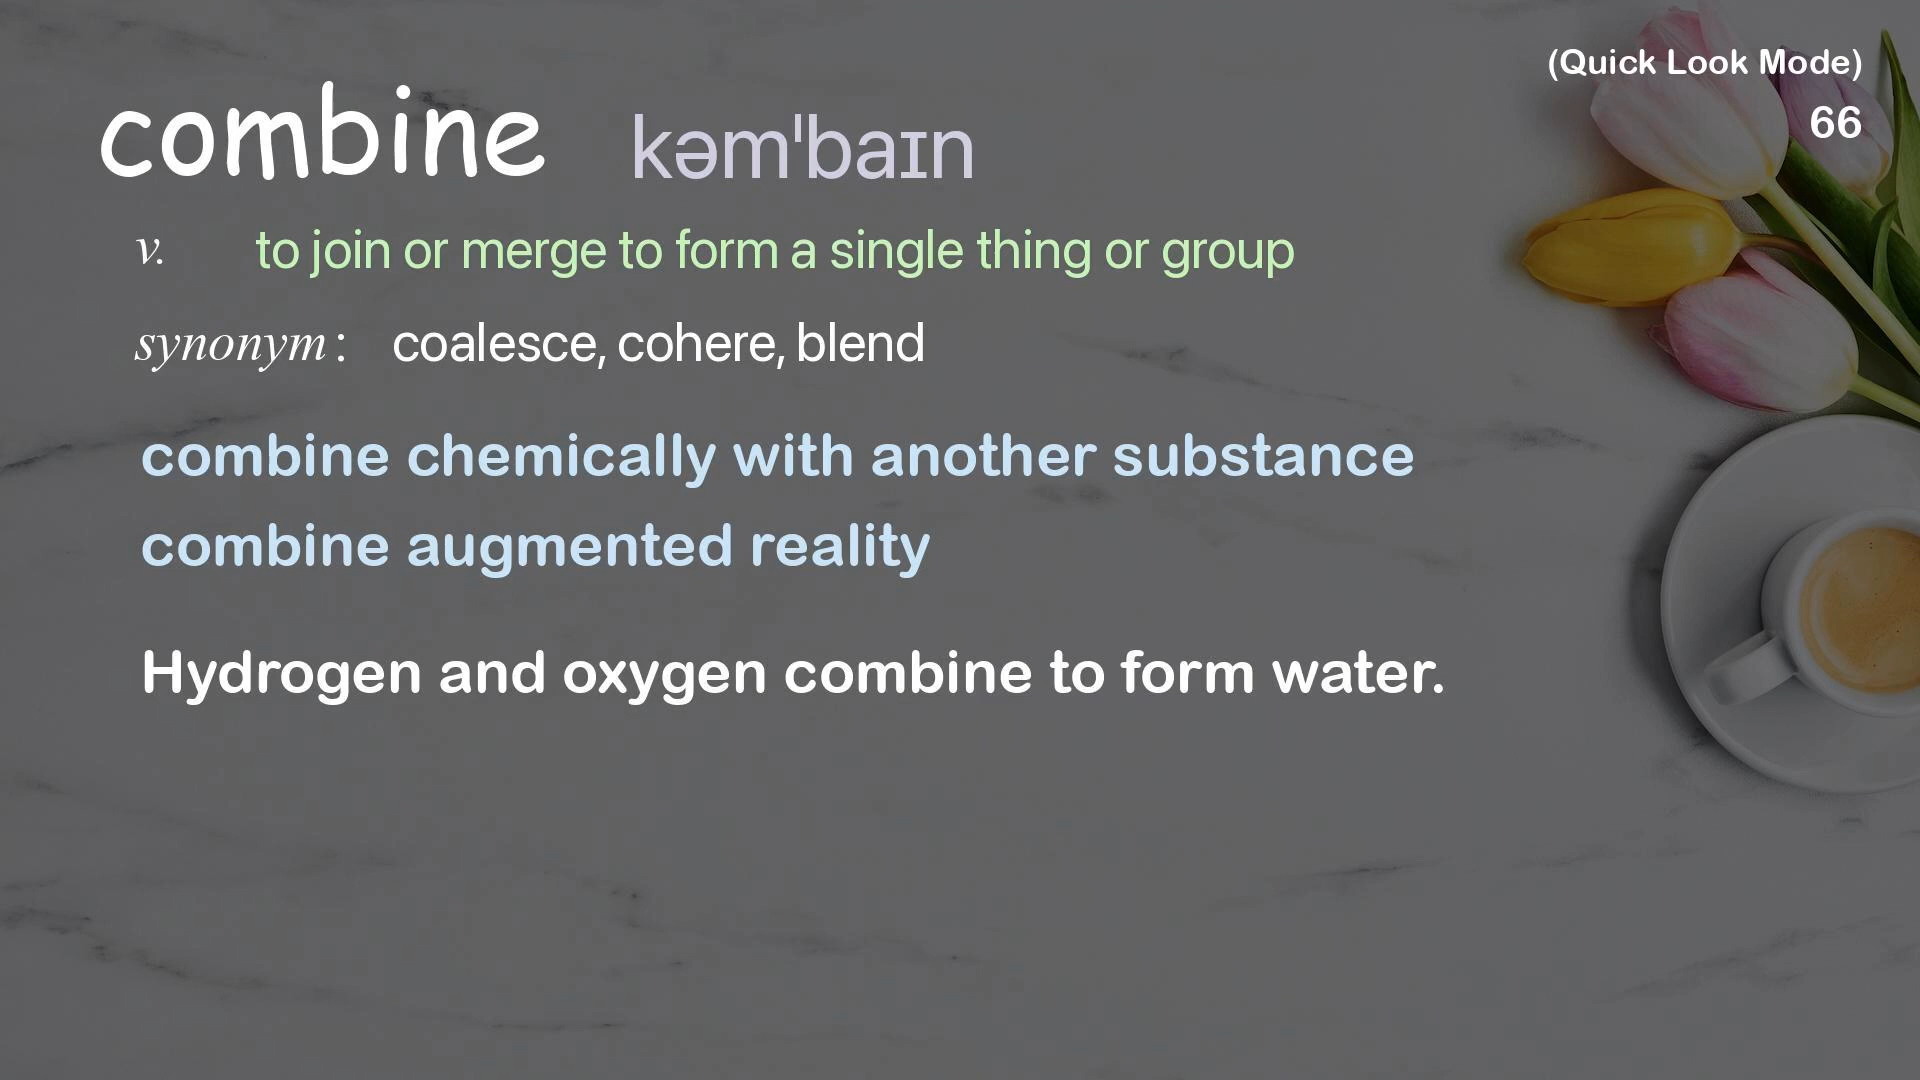 (Quick Look Mode)
66
combine kəm'baɪn
v. to join or merge to form a single thing or group
synonym : coalesce, cohere, blend
combine chemically with another substance
combine augmented reality
Hydrogen and oxygen combine to form water.